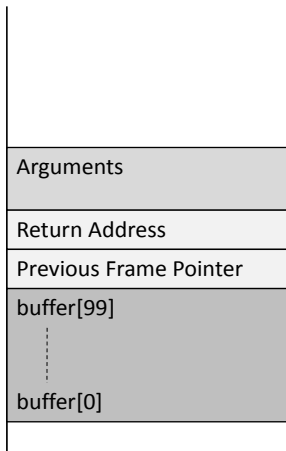 Arguments
Return Address
Previous Frame Pointer
buffer[99]
buffer[0]